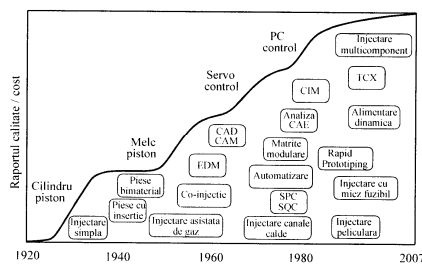 Raportul calitate / cost
PC
control
Servo
control
Melc
piston
Cilindru
piston
Injectare
multicomponent
TCX
CIM
Alimentare
dinamica
Analiza
CAE
CAD
CAM
Matrite
modulare
Rapid
Prototiping
EDM
Automatizare
Piese
bimaterial
Co-injectie
Injectare cu
miez fuzibil
SPC
SQC
Piese cu
insertie
Injectare
simpla
Injectare asistata
de gaz
Injectare canale
calde
Injectare
peliculara
1920
1940
1960
1980
2007